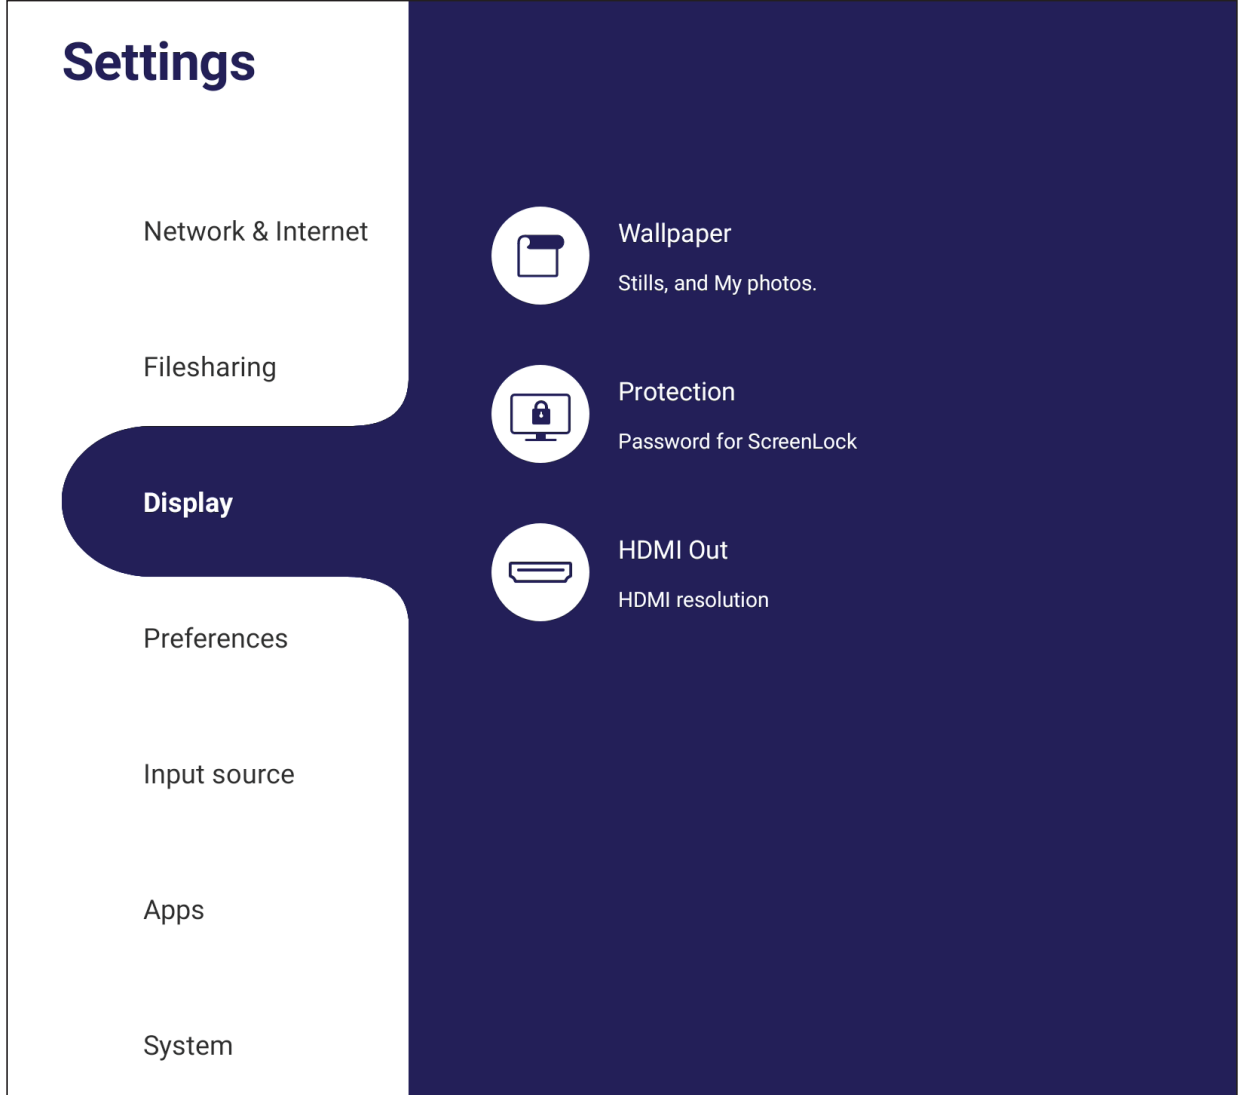 Settings
Network & Internet
Filesharing
Display
Preferences
Input source
Apps
System
Wallpaper
Stills, and My photos.
Protection
Password for ScreenLock
HDMI Out
HDMI resolution